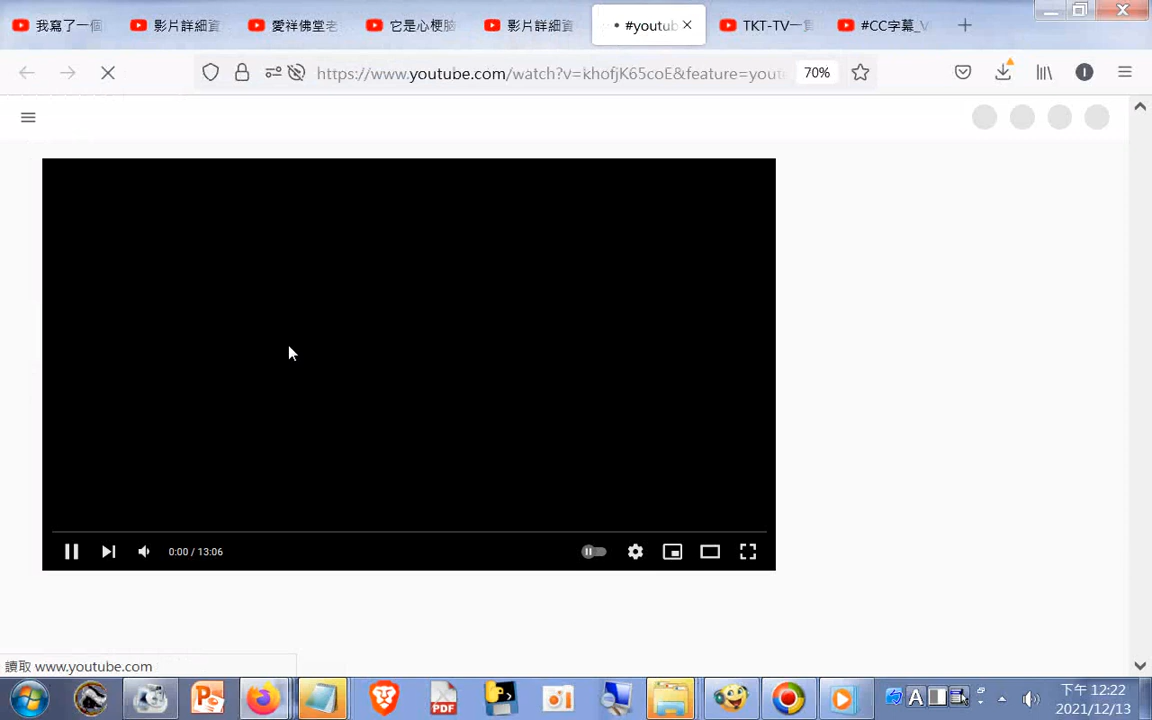 我寫了一個
影片詳細資
愛祥佛堂老
它是心梗腦
影片詳細資
#youtub
TKT-TV一貫
#CC字幕_V
https://www.youtube.com/watch?v=khofjK65coE&feature=yout
70%
0:00 / 13:06
讀取 www.youtube.com
下午 12:22
2021/12/13